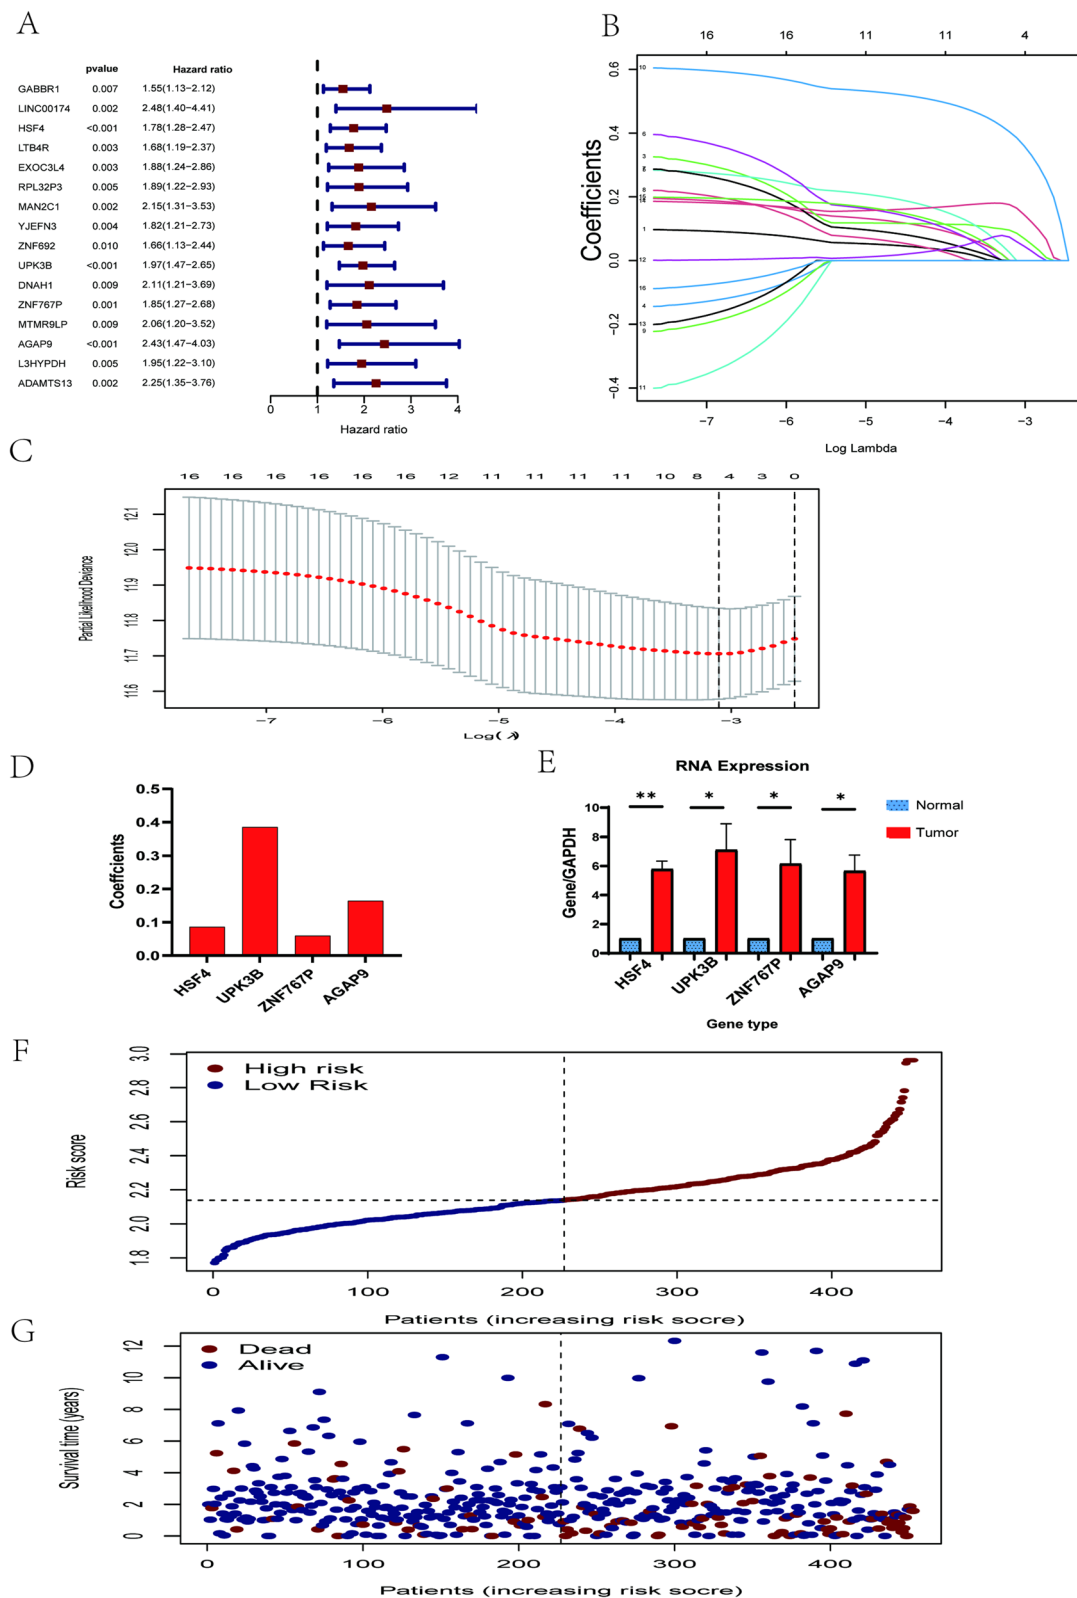 A
pvalue Hazard ratio
GABBR1 0.007 1.55(1.13−2.12)
LINC00174 0.002 2.48(1.40−4.41)
HSF4 <0.001 1.78(1.28−2.47)
LTB4R 0.003 1.68(1.19−2.37)
EXOC3L4 0.003 1.88(1.24−2.86)
RPL32P3 0.005 1.89(1.22−2.93)
MAN2C1 0.002 2.15(1.31−3.53)
YJEFN3 0.004 1.82(1.21−2.73)
ZNF692 0.010 1.66(1.13−2.44)
UPK3B <0.001 1.97(1.47−2.65)
DNAH1 0.009 2.11(1.21−3.69)
ZNF767P 0.001 1.85(1.27−2.68)
MTMR9LP 0.009 2.06(1.20−3.52)
AGAP9 <0.001 2.43(1.47−4.03)
L3HYPDH 0.005 1.95(1.22−3.10)
ADAMTS13 0.002 2.25(1.35−3.76)
0 1 2 3 4
Hazard ratio
B
16 16 11 11 4
0.6
0.4
0.2
0.0
−0.2
−0.4
Coefficients
10
6
3
8
1
12
16
4
13
9
11
−7 −6 −5 −4 −3
Log Lambda
C
16 16 16 16 16 16 12 11 11 11 11 11 10 8 4 3 0
12.1
12.0
11.9
11.8
11.7
11.6
Partial Likelihood Deviance
−7 −6 −5 −4 −3
Log(λ)
D
0.5
0.4
0.3
0.2
0.1
0.0
Coeffcients
HSF4 UPK3B ZNF767P AGAP9
E
RNA Expression
** * * *
Normal
Tumor
10
8
6
4
2
0
Gene/GAPDH
HSF4 UPK3B ZNF767P AGAP9
Gene type
F
High risk
Low Risk
3.0
2.8
2.6
2.4
2.2
2.0
1.8
Risk score
0 100 200 300 400
Patients (increasing risk socre)
G
Dead
Alive
12
10
8
6
4
2
0
Survival time (years)
0 100 200 300 400
Patients (increasing risk socre)